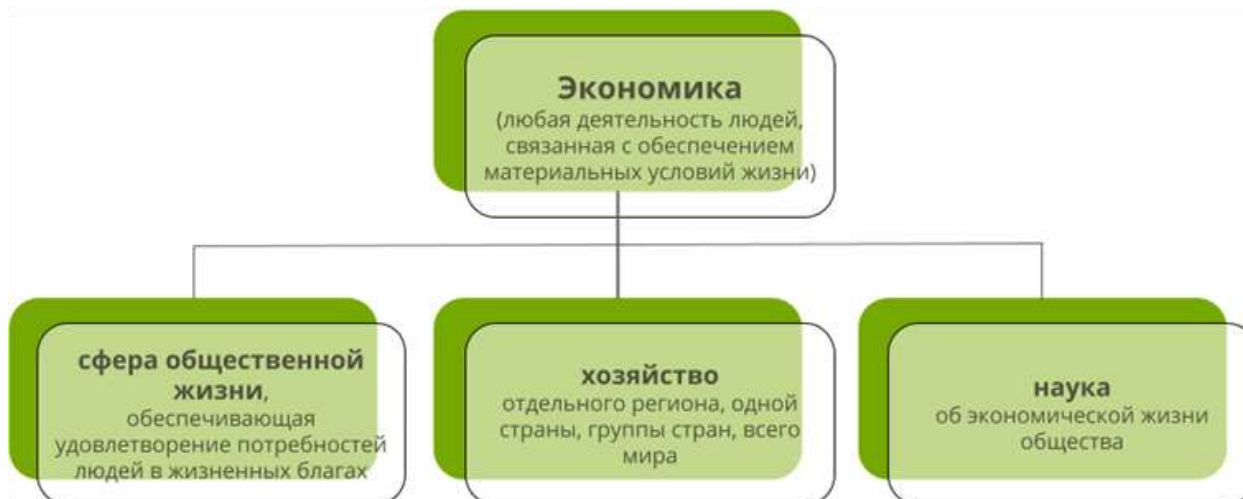 Экономика
(любая деятельность людей,
связанная с обеспечением
материальных условий жизни)
сфера общественной
жизни,
обеспечивающая
удовлетворение потребностей
людей в жизненных благах
хозяйство
отдельного региона, одной
страны, группы стран, всего
мира
наука
об экономической жизни
общества